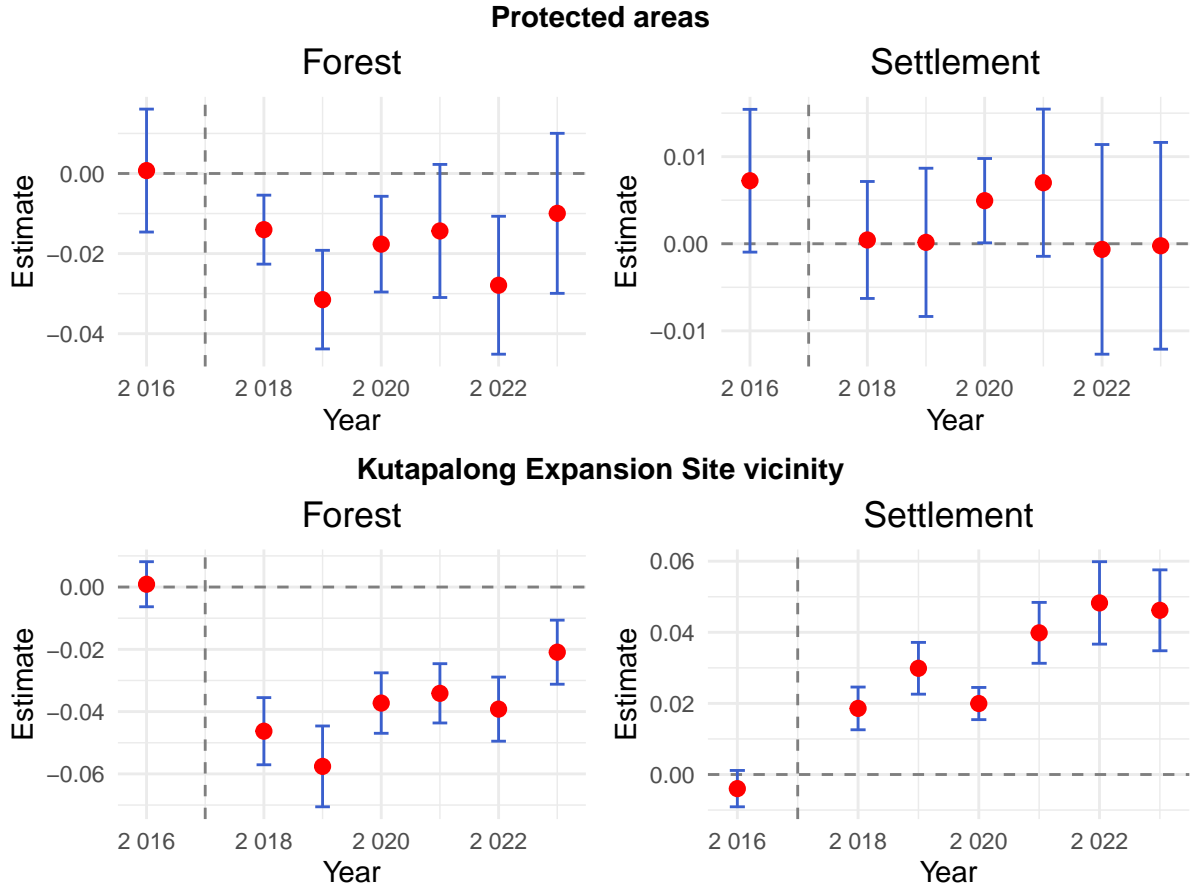 Protected areas
Forest
Estimate
0.00
−0.02
−0.04
2 016 2 018 2 020 2 022
Year
Settlement
Estimate
0.01
0.00
−0.01
2 016 2 018 2 020 2 022
Year
Kutapalong Expansion Site vicinity
Forest
Estimate
0.00
−0.02
−0.04
−0.06
2 016 2 018 2 020 2 022
Year
Settlement
Estimate
0.06
0.04
0.02
0.00
2 016 2 018 2 020 2 022
Year